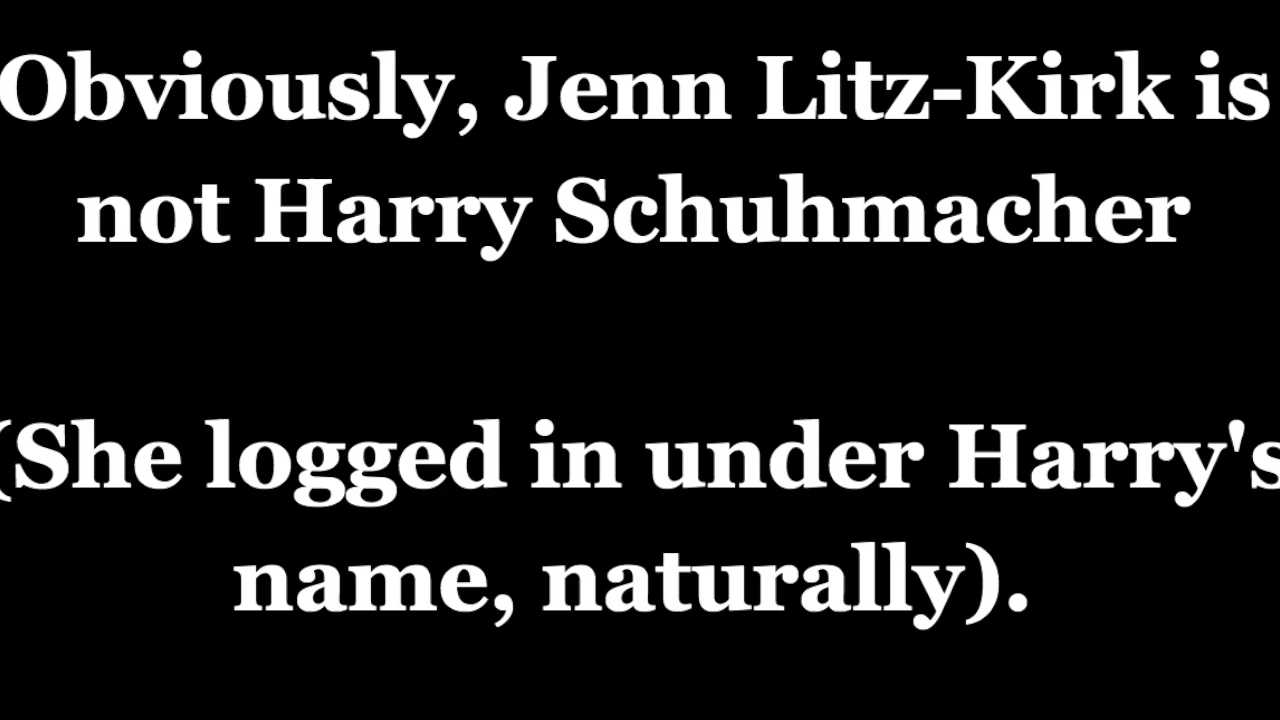 Obviously, Jenn Litz-Kirk is
not Harry Schuhmacher
(She logged in under Harry's
name, naturally).